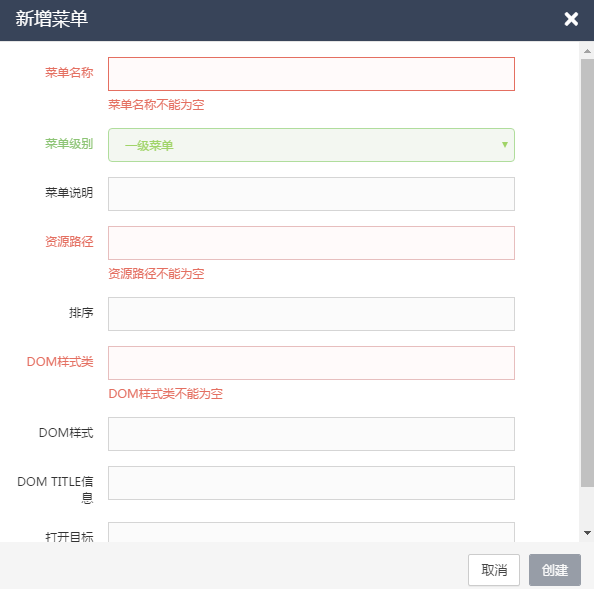 新增菜单
菜单名称
菜单名称不能为空
菜单级别
一级菜单
菜单说明
资源路径
资源路径不能为空
排序
DOM样式类
DOM样式类不能为空
DOM样式
DOM TITLE信
息
打开目标
取消
创建